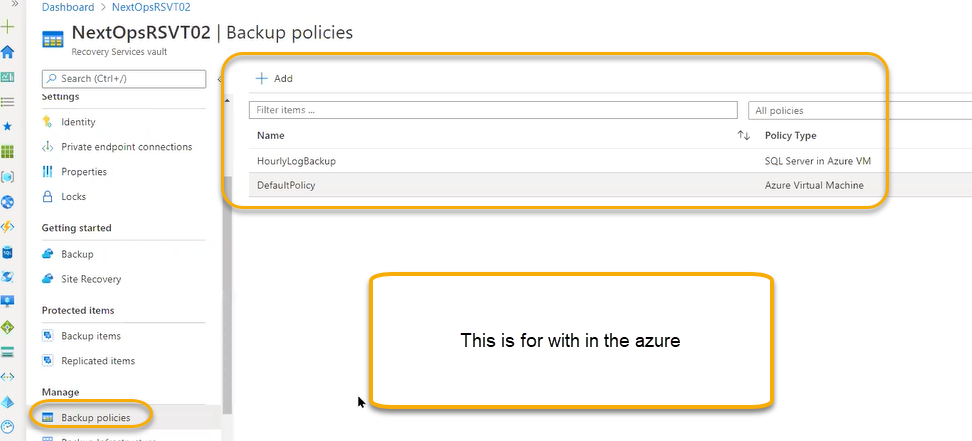 Dashboard > NextOpsRSVT02
NextOpsRSVT02 | Backup policies
Recovery Services vault
Search (Ctrl+/)
Settings
Identity
Private endpoint connections
Properties
Locks
Getting started
Backup
Site Recovery
Protected items
Backup items
Replicated items
Manage
Backup policies
Add
Filter items ...
All policies
Name
Policy Type
HourlyLogBackup
SQL Server in Azure VM
DefaultPolicy
Azure Virtual Machine
This is for with in the azure